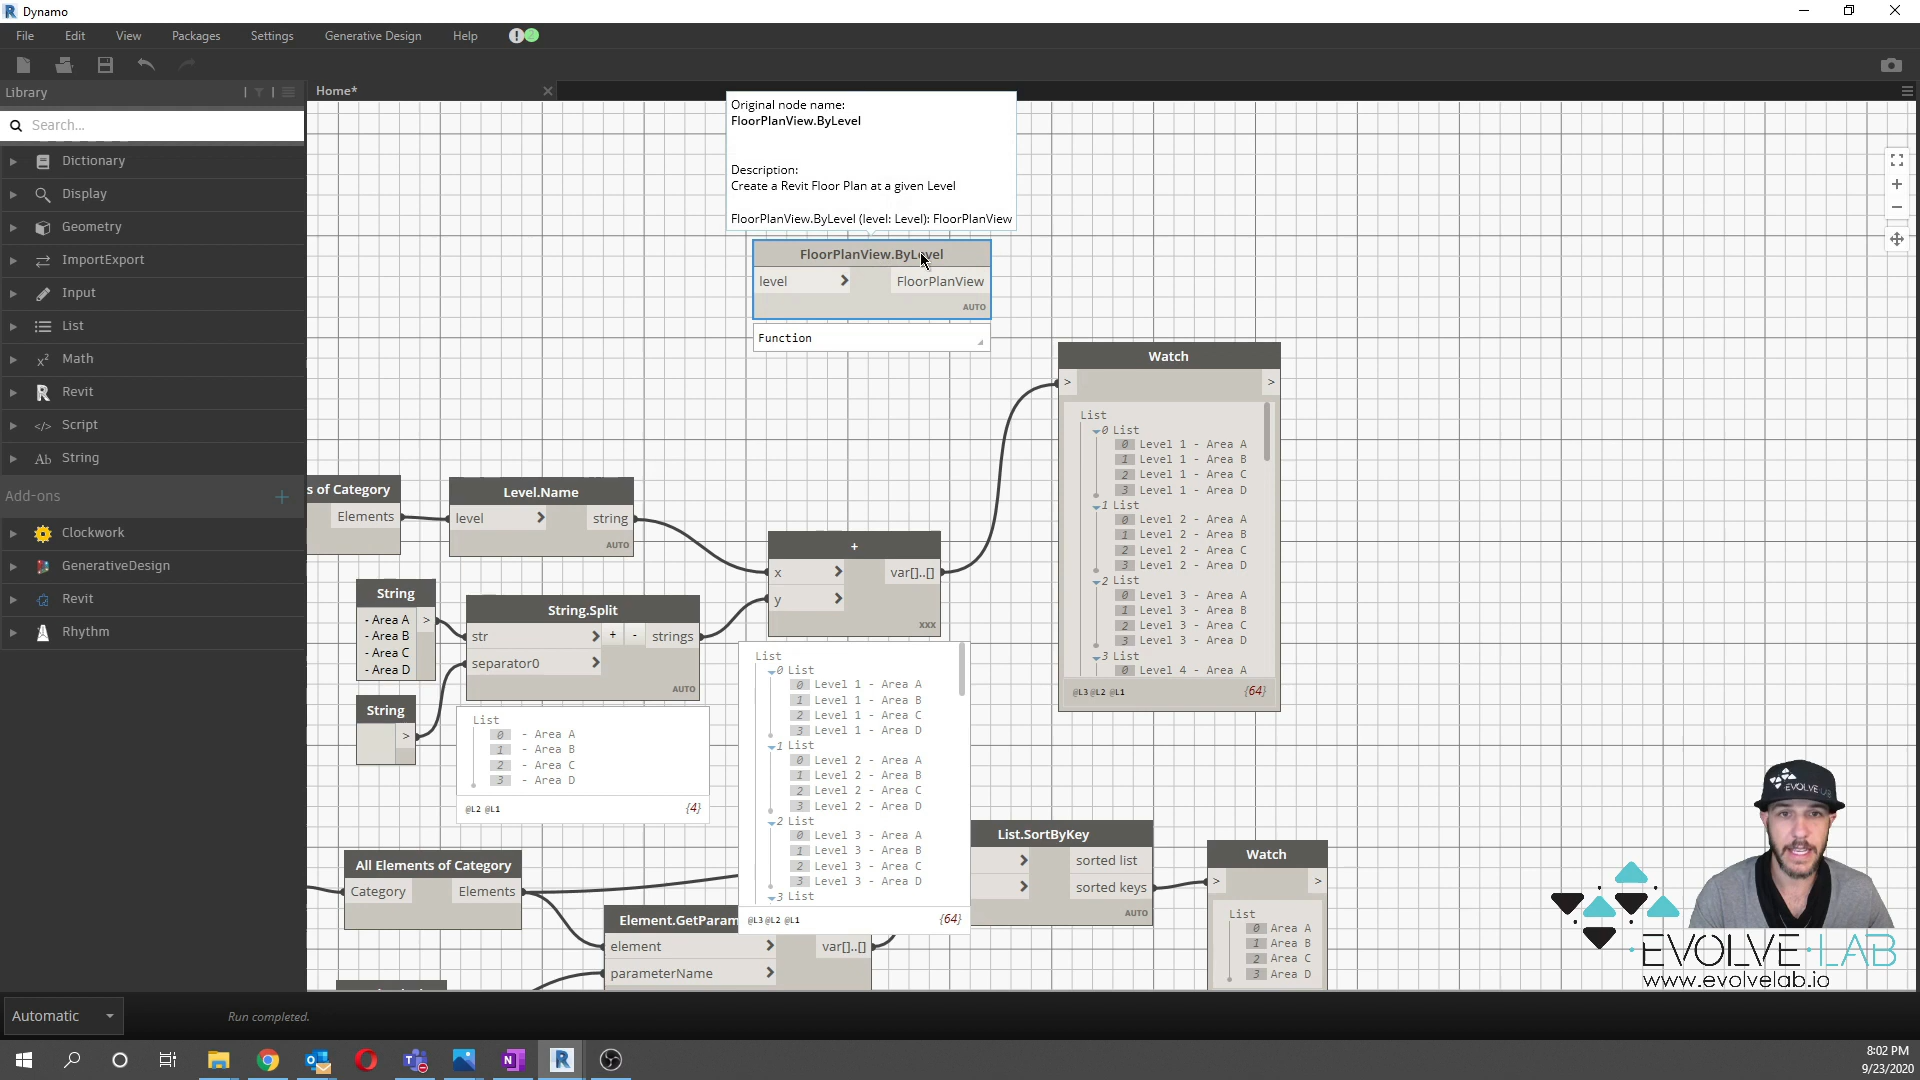 Dynamo
File Edit View Packages Settings Generative Design Help
Library
Home*
Search...
Dictionary
Display
Geometry
ImportExport
Input
List
Math
Revit
Script
String
Add-ons
Clockwork
GenerativeDesign
Revit
Rhythm
Original node name:
FloorPlanView.ByLevel
Description:
Create a Revit Floor Plan at a given Level
FloorPlanView.ByLevel (level: Level): FloorPlanView
FloorPlanView.ByLevel
level > FloorPlanView
AUTO
Function
Watch
> >
List
0 List
0 Level 1 - Area A
1 Level 1 - Area B
2 Level 1 - Area C
3 Level 1 - Area D
1 List
0 Level 2 - Area A
1 Level 2 - Area B
2 Level 2 - Area C
3 Level 2 - Area D
2 List
0 Level 3 - Area A
1 Level 3 - Area B
2 Level 3 - Area C
3 Level 3 - Area D
3 List
0 Level 4 - Area A
@L3 @L2 @L1 {64}
s of Category
Elements
Level.Name
level > string
AUTO
+
x > var[]..[]
y >
xxx
String
- Area A >
- Area B
- Area C
- Area D
String.Split
str > + - strings
separator0 >
AUTO
String
>
List
0 - Area A
1 - Area B
2 - Area C
3 - Area D
@L2 @L1 {4}
List
0 List
0 Level 1 - Area A
1 Level 1 - Area B
2 Level 1 - Area C
3 Level 1 - Area D
1 List
0 Level 2 - Area A
1 Level 2 - Area B
2 Level 2 - Area C
3 Level 2 - Area D
2 List
0 Level 3 - Area A
1 Level 3 - Area B
2 Level 3 - Area C
3 Level 3 - Area D
3 List
@L3 @L2 @L1 {64}
All Elements of Category
Category Elements
Element.GetParam
element > var[]..[]
parameterName >
List.SortByKey
> sorted list
> sorted keys
AUTO
Watch
> >
List
0 Area A
1 Area B
2 Area C
3 Area D
EVOLVE
EVOLVE LAB
www.evolvelab.io
Automatic
Run completed.
8:02 PM
9/23/2020